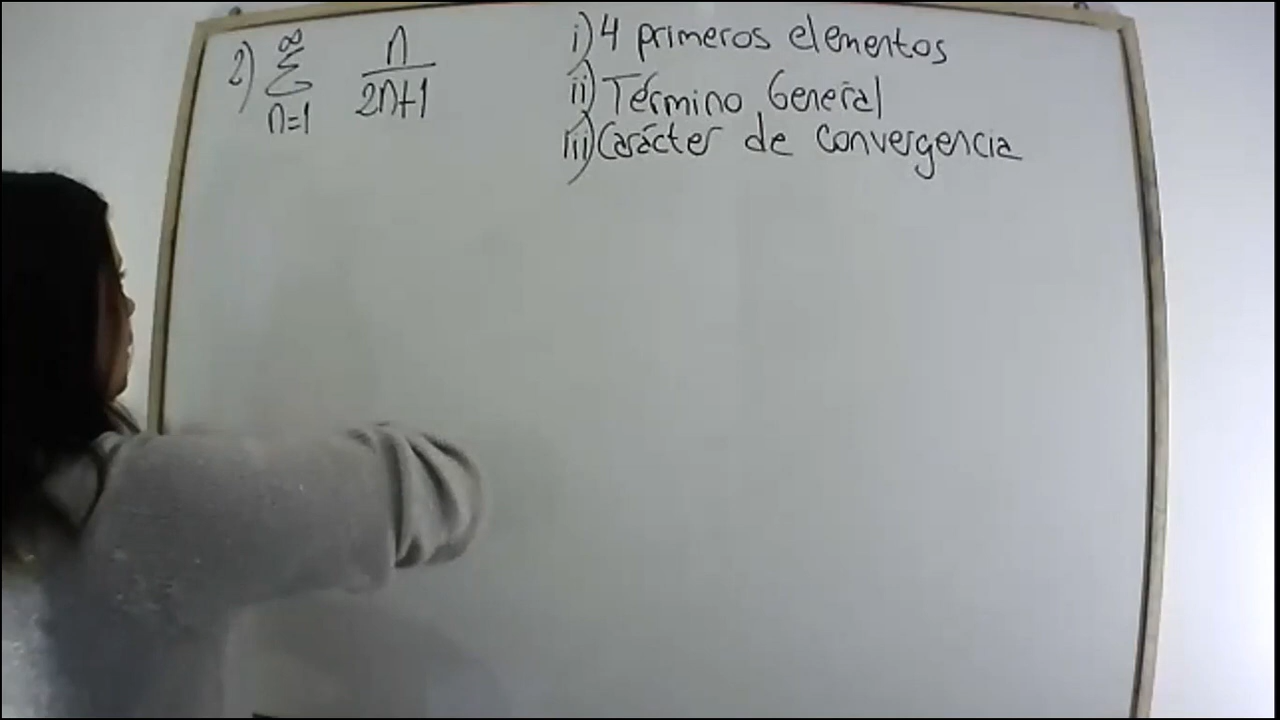 2) ∞ Σ n=1 n/2n+1
i) 4 primeros elementos
ii) Término General
iii) Carácter de convergencia